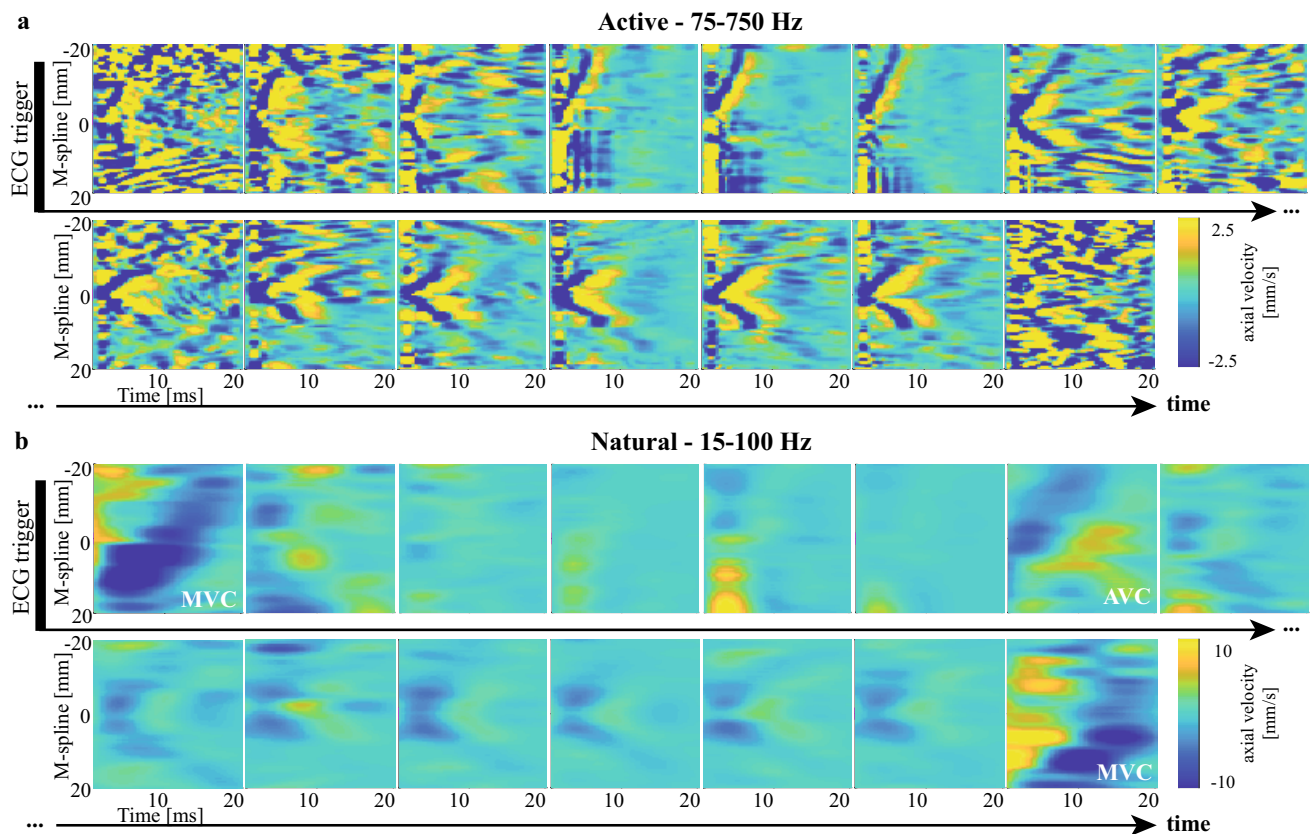 a
Active - 75-750 Hz
ECG trigger
M-spline [mm]
-20
0
20
...
M-spline [mm]
-20
0
20
10 20 10 20 10 20 10 20 10 20 10 20 10 20
Time [ms]
2.5
-2.5
axial velocity
[mm/s]
... time
b
Natural - 15-100 Hz
ECG trigger
M-spline [mm]
-20
0
20
MVC
AVC
...
M-spline [mm]
-20
0
20
MVC
10 20 10 20 10 20 10 20 10 20 10 20 10 20
Time [ms]
10
-10
axial velocity
[mm/s]
... time